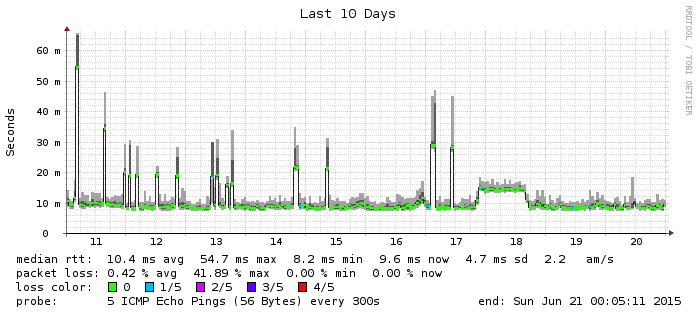 Last 10 Days
RRDTOOL / TOBI OETIKER
Seconds
60 m
50 m
40 m
30 m
20 m
10 m
0
11 12 13 14 15 16 17 18 19 20
median rtt: 10.4 ms avg 54.7 ms max 8.2 ms min 9.6 ms now 4.7 ms sd 2.2 am/s
packet loss: 0.42 % avg 41.89 % max 0.00 % min 0.00 % now
loss color: 0 1/5 2/5 3/5 4/5
probe: 5 ICMP Echo Pings (56 Bytes) every 300s end: Sun Jun 21 00:05:11 2015